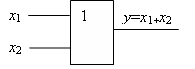 x₁ 1 y=x₁+x₂
x₂